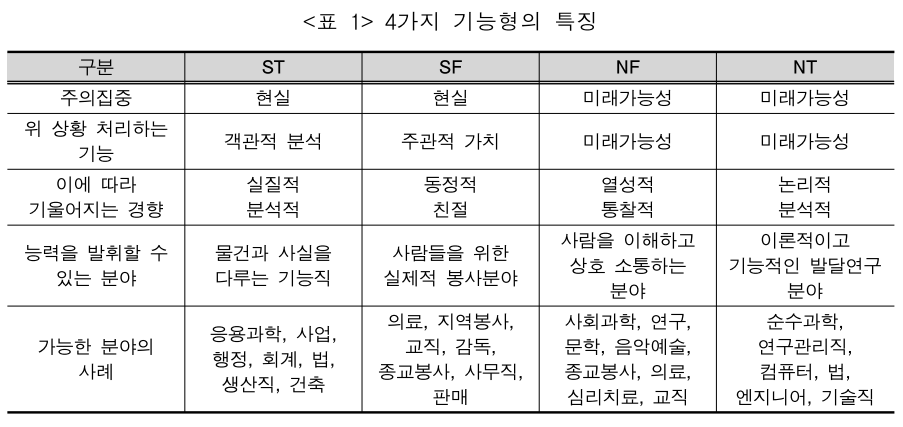 <표 1> 4가지 기능형의 특징
구분 ST SF NF NT
주의집중 현실 현실 미래가능성 미래가능성
위 상황 처리하는
기능 객관적 분석 주관적 가치 미래가능성 미래가능성
이에 따라 실질적 동정적 열성적 논리적
기울어지는 경향 분석적 친절 통찰적 분석적
능력을 발휘할 수
있는 분야
물건과 사실을
다루는 기능직
사람들을 위한
실제적 봉사분야
사람을 이해하고
상호 소통하는
분야
이론적이고
기능적인 발달연구
분야
가능한 분야의
사례
응용과학, 사업,
행정, 회계, 법,
생산직, 건축
의료, 지역봉사,
교직, 감독,
종교봉사, 사무직,
판매
사회과학, 연구,
문학, 음악예술,
종교봉사, 의료,
심리치료, 교직
순수과학,
연구관리직,
컴퓨터, 법,
엔지니어, 기술직